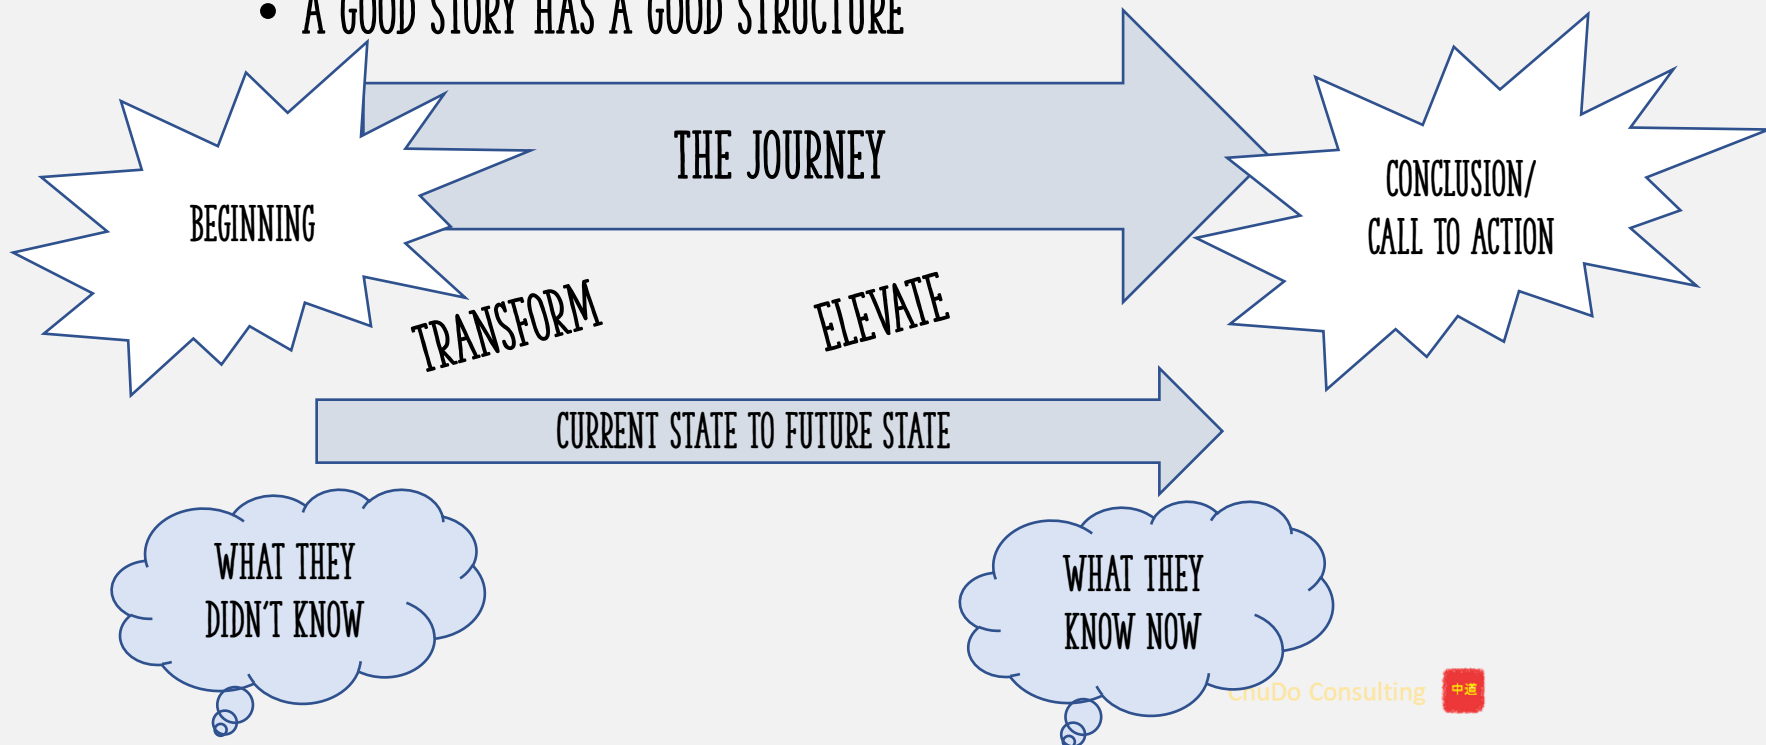 • A GOOD STORY HAS A GOOD STRUCTURE
THE JOURNEY
BEGINNING
CONCLUSION/
CALL TO ACTION
TRANSFORM
ELEVATE
CURRENT STATE TO FUTURE STATE
WHAT THEY
DIDN'T KNOW
WHAT THEY
KNOW NOW
ChuDo Consulting
中道